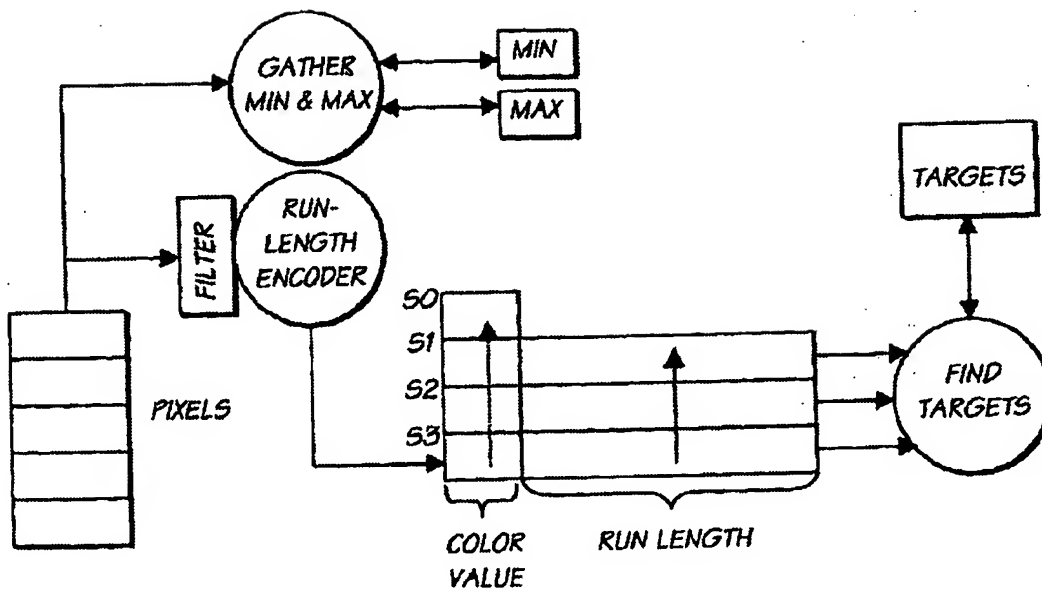 GATHER
MIN & MAX
MIN
MAX
TARGETS
FILTER
RUN-
LENGTH
ENCODER
S0
S1
S2
S3
PIXELS
FIND
TARGETS
COLOR
VALUE
RUN LENGTH